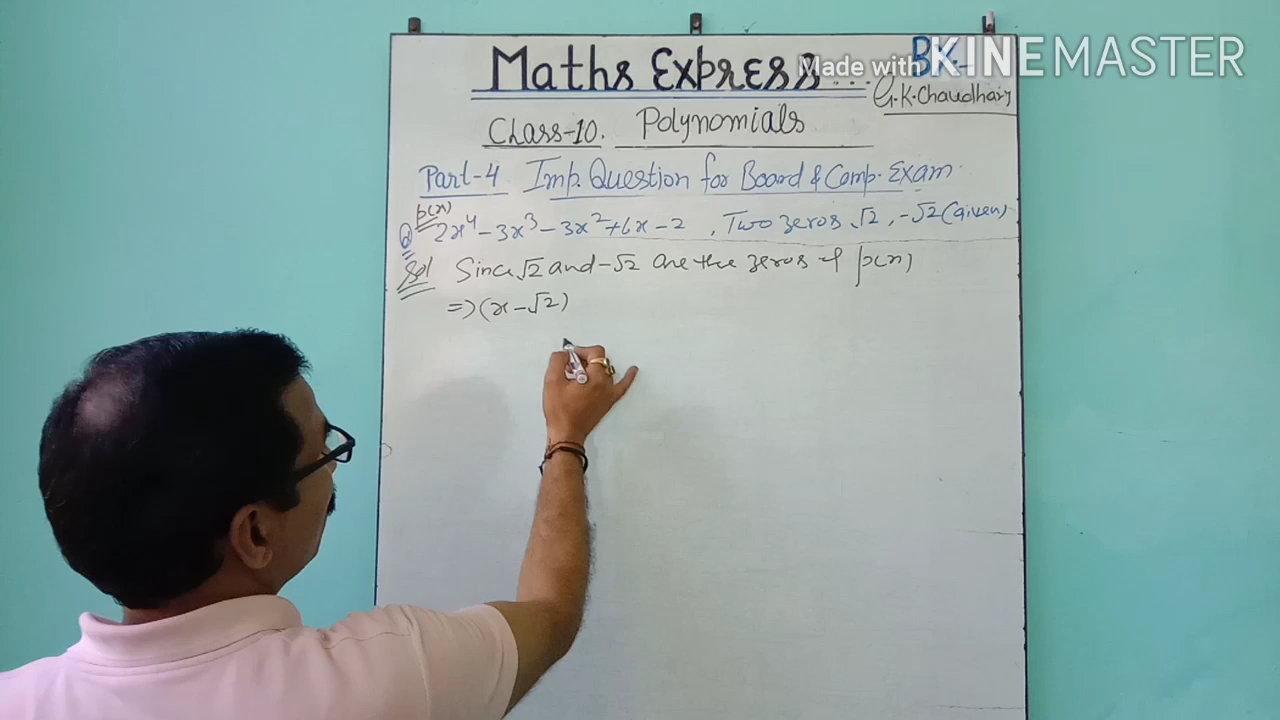 Maths Express... BY-
Made with KINEMASTER
G.K.Chaudhary
Class-10. Polynomials
Part-4 Imp. Question for Board & Comp. Exam.
p(x)
Q 2x⁴ - 3x³ - 3x² + 6x - 2 , Two zeros √2 , -√2 (given)
Sol Since √2 and -√2 are the zeros of p(x)
=> (x - √2)